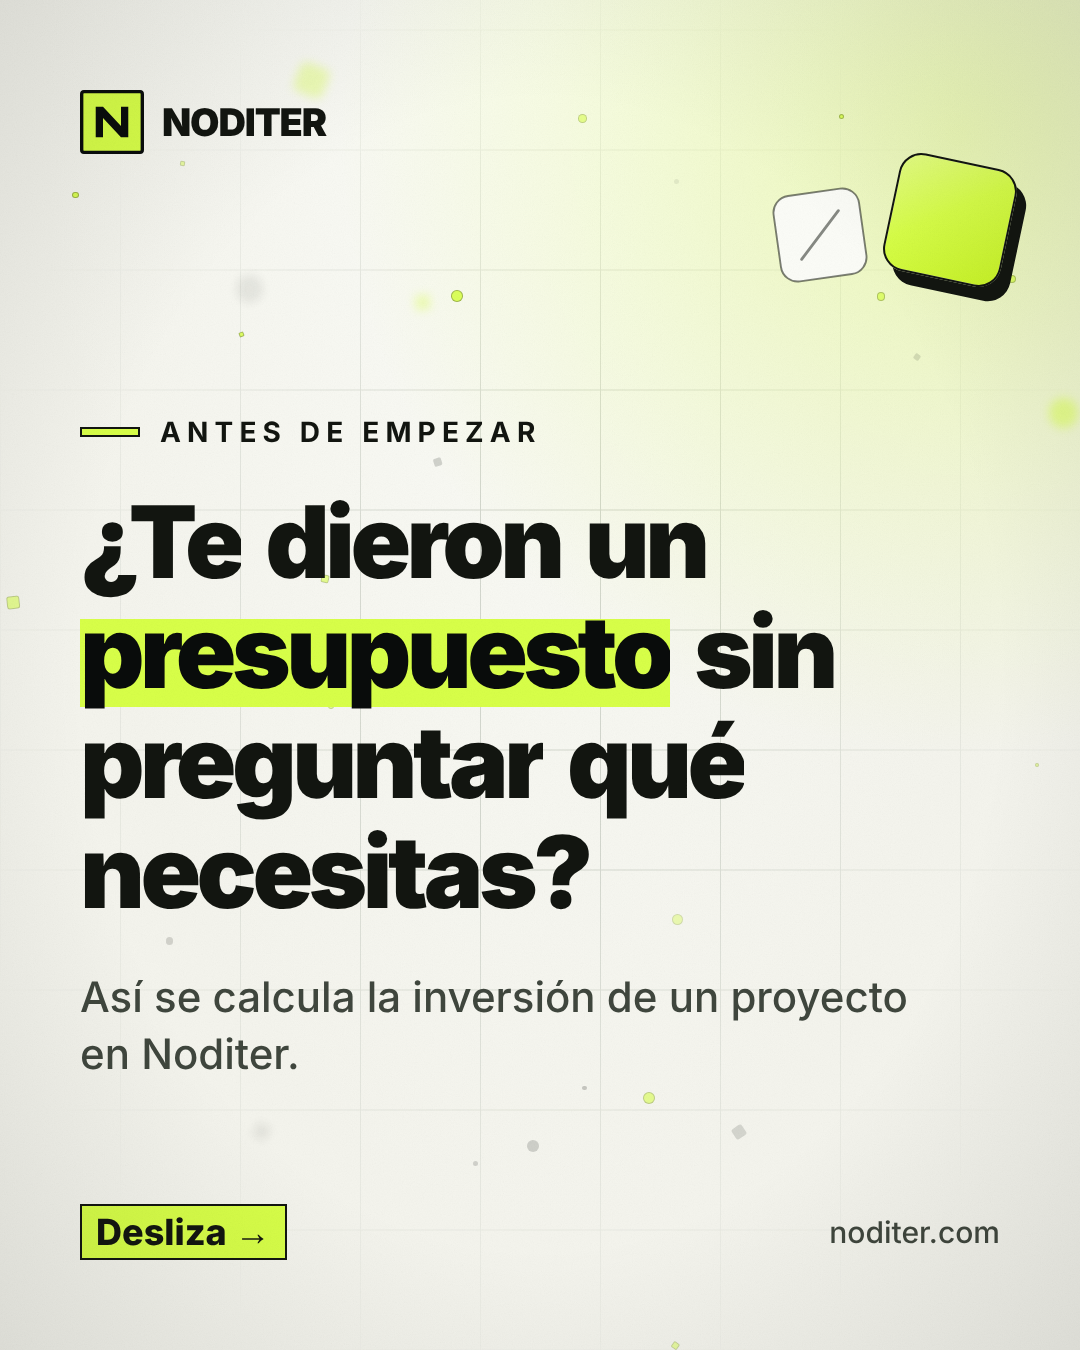 N NODITER
ANTES DE EMPEZAR
¿Te dieron un
presupuesto sin
preguntar qué
necesitas?
Así se calcula la inversión de un proyecto
en Noditer.
Desliza →
noditer.com